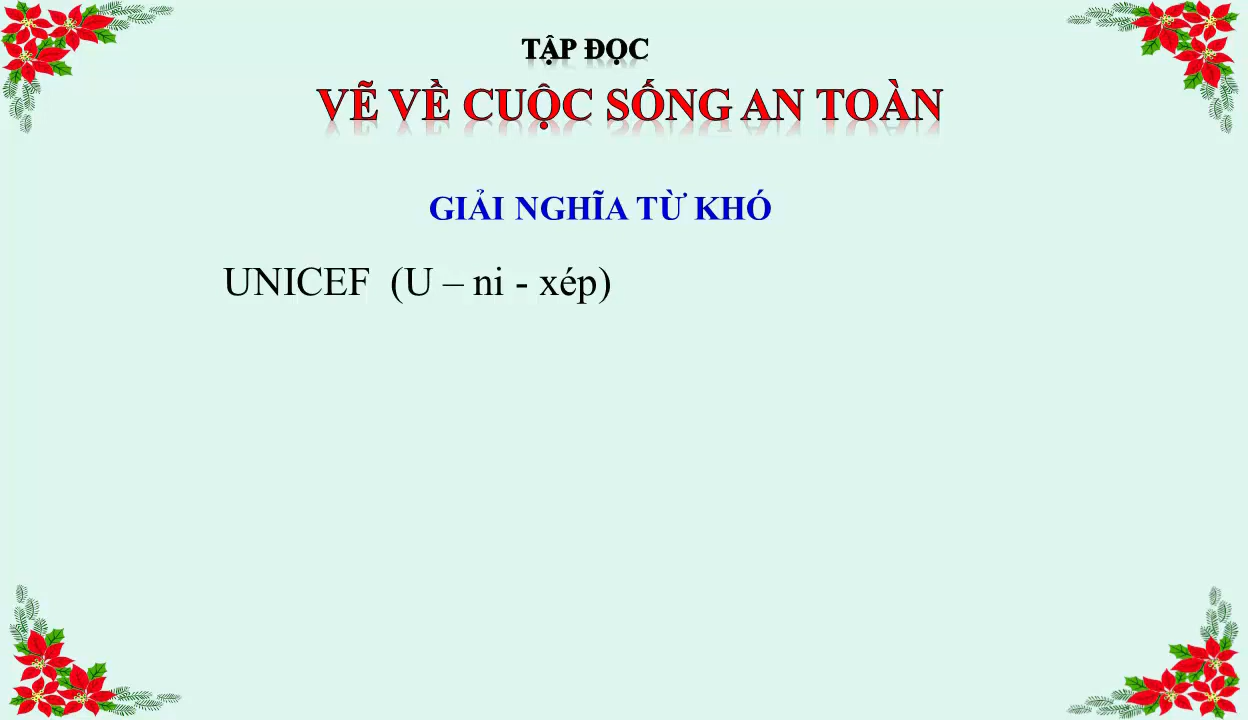 TẬP ĐỌC
VẼ VỀ CUỘC SỐNG AN TOÀN
GIẢI NGHĨA TỪ KHÓ
UNICEF (U – ni - xép)